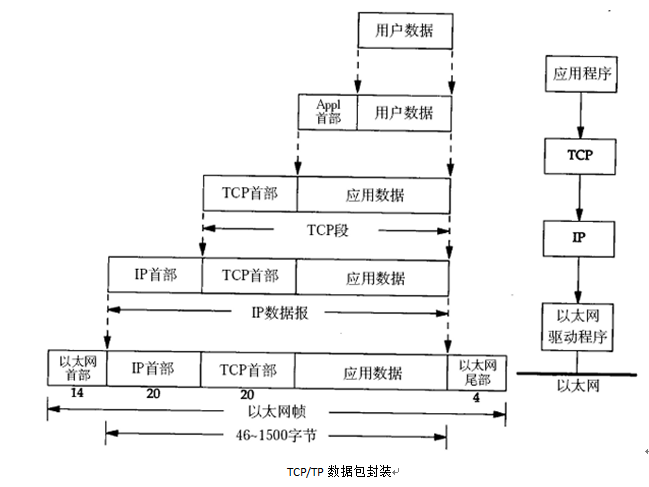 用户数据
Appl首部 用户数据 应用程序
TCP首部 应用数据 TCP
TCP段
IP首部 TCP首部 应用数据 IP
IP数据报
以太网驱动程序
以太网首部 IP首部 TCP首部 应用数据 以太网尾部
14 20 20 4 以太网
以太网帧
46~1500字节
TCP/TP 数据包封装